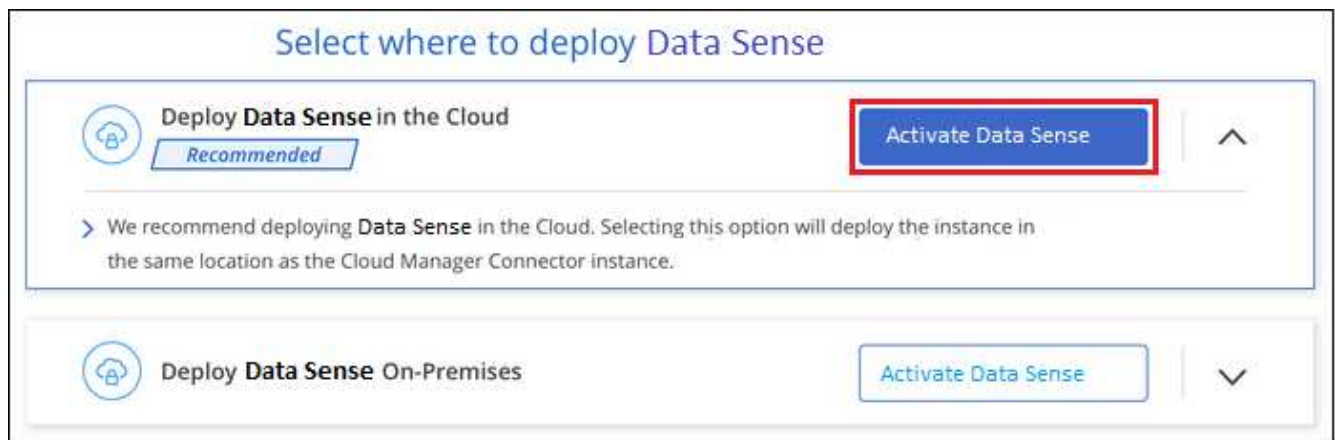 Select where to deploy Data Sense
Deploy Data Sense in the Cloud
Recommended
Activate Data Sense
We recommend deploying Data Sense in the Cloud. Selecting this option will deploy the instance in
the same location as the Cloud Manager Connector instance.
Deploy Data Sense On-Premises
Activate Data Sense